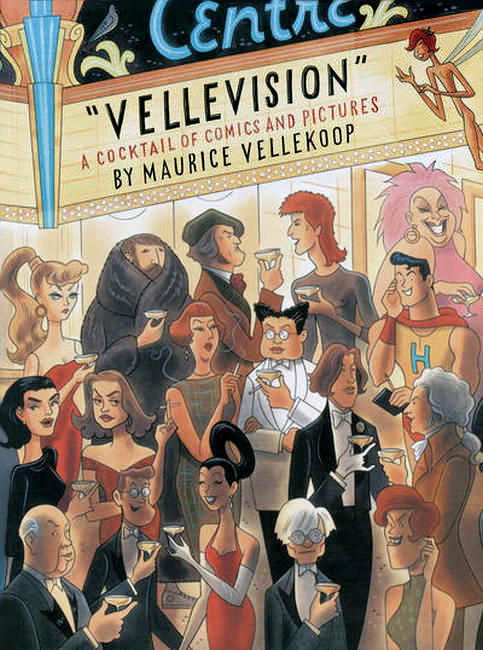 Centre
"VELLEVISION"
A COCKTAIL OF COMICS AND PICTURES
BY MAURICE VELLEKOOP
H